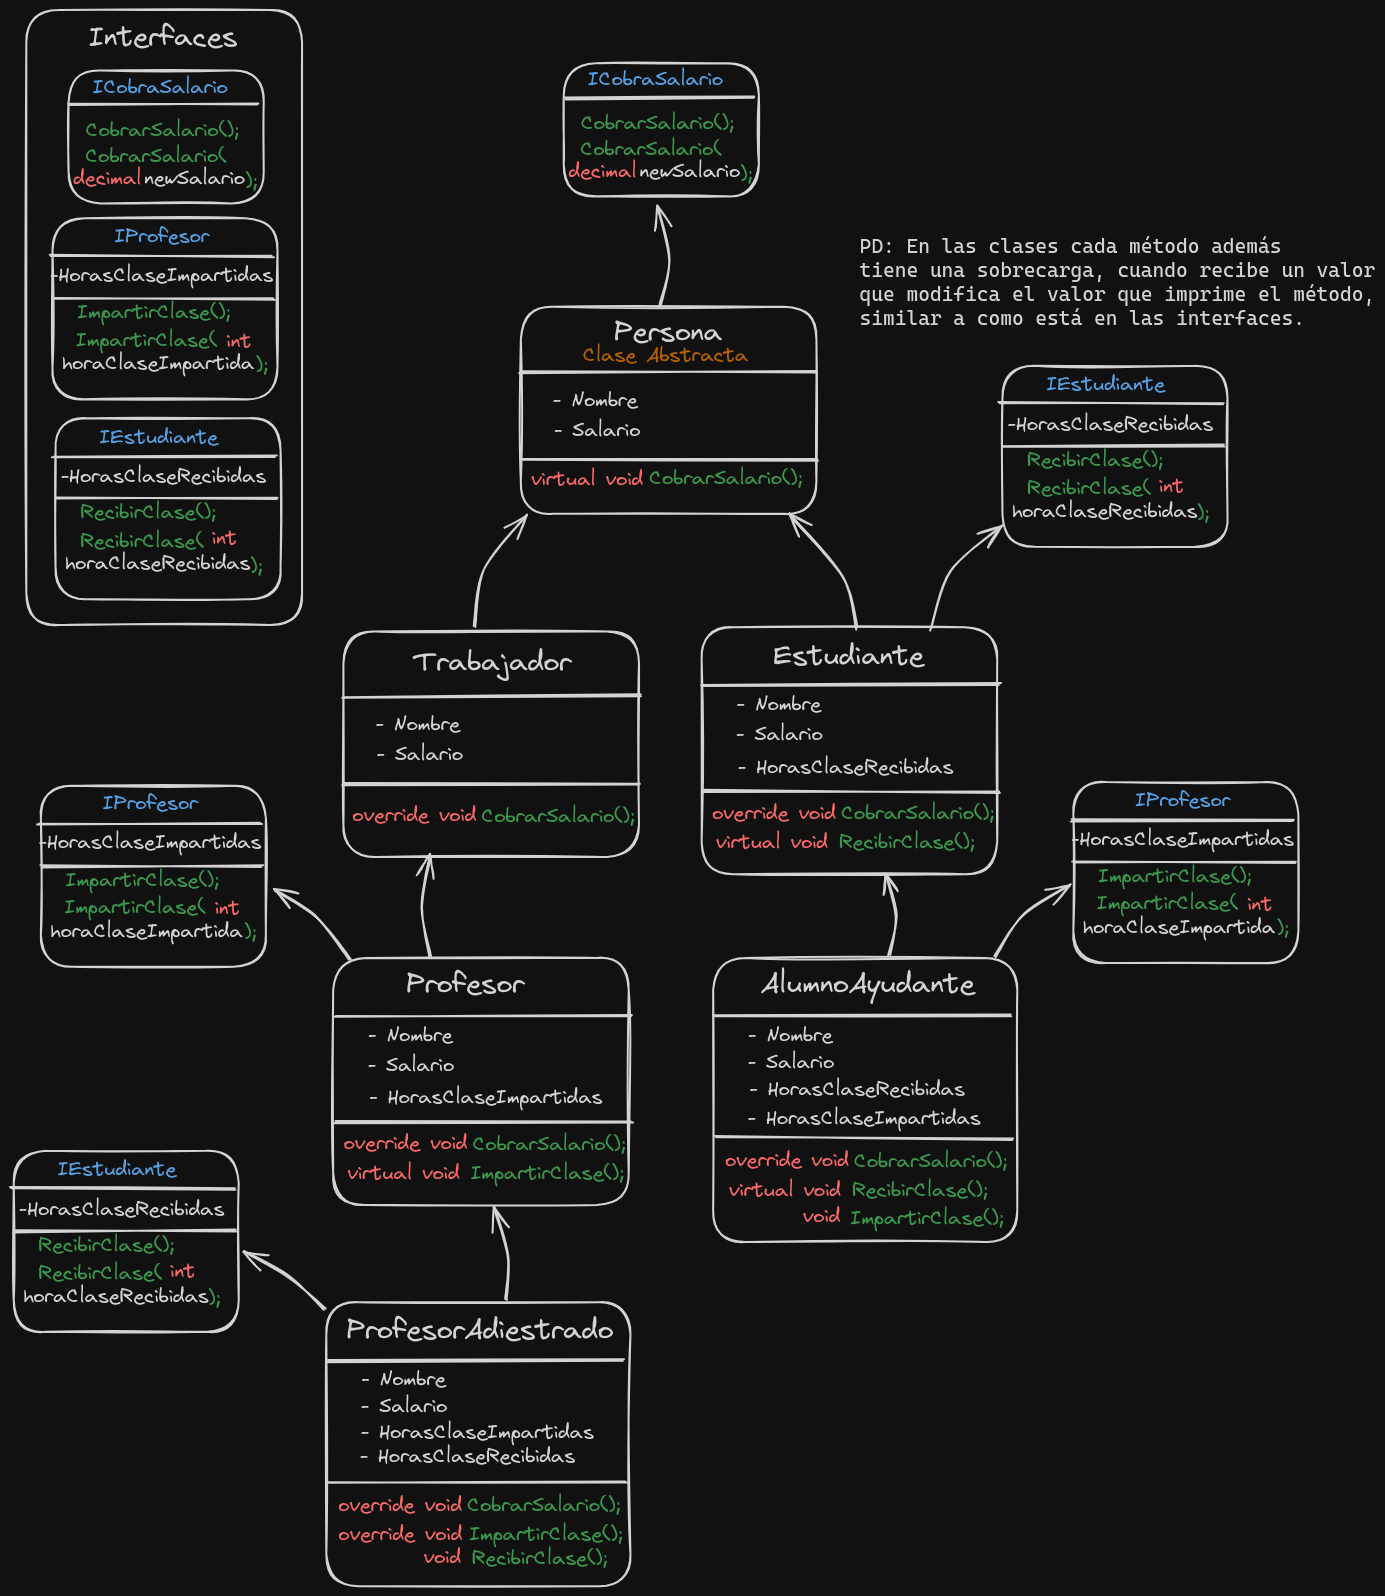 Interfaces
ICobraSalario
CobrarSalario();
CobrarSalario(
decimal newSalario);
IProfesor
-HorasClaseImpartidas
ImpartirClase();
ImpartirClase( int
horaClaseImpartida);
IEstudiante
-HorasClaseRecibidas
RecibirClase();
RecibirClase( int
horaClaseRecibidas);
ICobraSalario
CobrarSalario();
CobrarSalario(
decimal newSalario);
PD: En las clases cada método además
tiene una sobrecarga, cuando recibe un valor
que modifica el valor que imprime el método,
similar a como está en las interfaces.
Persona
Clase Abstracta
- Nombre
- Salario
virtual void CobrarSalario();
IEstudiante
-HorasClaseRecibidas
RecibirClase();
RecibirClase( int
horaClaseRecibidas);
Trabajador
- Nombre
- Salario
override void CobrarSalario();
Estudiante
- Nombre
- Salario
- HorasClaseRecibidas
override void CobrarSalario();
virtual void RecibirClase();
IProfesor
-HorasClaseImpartidas
ImpartirClase();
ImpartirClase( int
horaClaseImpartida);
IProfesor
-HorasClaseImpartidas
ImpartirClase();
ImpartirClase( int
horaClaseImpartida);
Profesor
- Nombre
- Salario
- HorasClaseImpartidas
override void CobrarSalario();
virtual void ImpartirClase();
AlumnoAyudante
- Nombre
- Salario
- HorasClaseRecibidas
- HorasClaseImpartidas
override void CobrarSalario();
virtual void RecibirClase();
void ImpartirClase();
IEstudiante
-HorasClaseRecibidas
RecibirClase();
RecibirClase( int
horaClaseRecibidas);
ProfesorAdiestrado
- Nombre
- Salario
- HorasClaseImpartidas
- HorasClaseRecibidas
override void CobrarSalario();
override void ImpartirClase();
void RecibirClase();